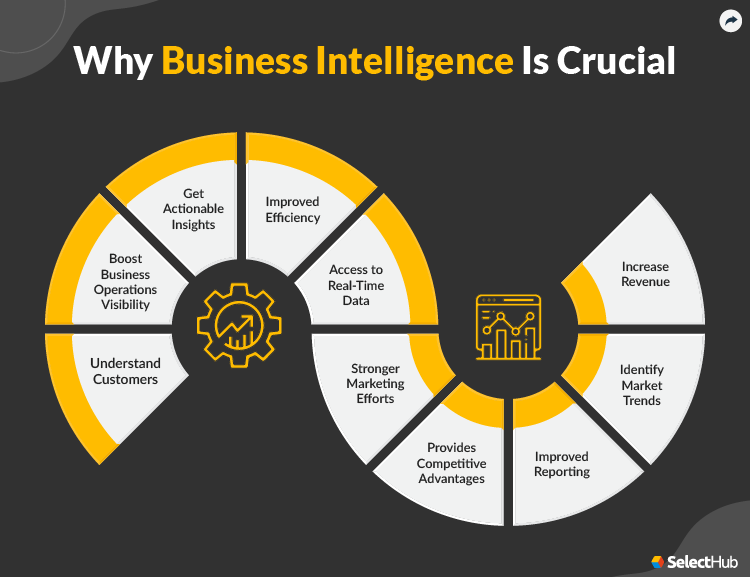 Why Business Intelligence Is Crucial
Understand
Customers
Boost
Business
Operations
Visibility
Get
Actionable
Insights
Improved
Efficiency
Access to
Real-Time
Data
Stronger
Marketing
Efforts
Provides
Competitive
Advantages
Improved
Reporting
Identify
Market
Trends
Increase
Revenue
SelectHub